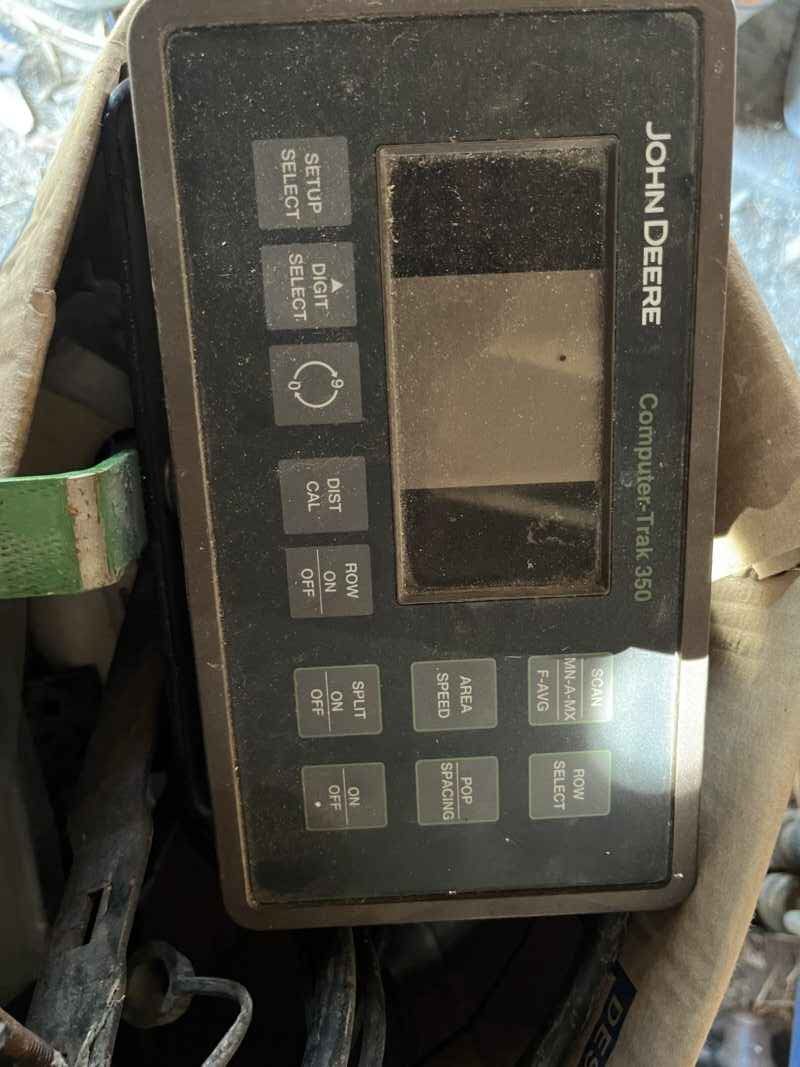 JOHN DEERE
Computer-Trak 350
SCAN
MN-A-MX
F-AVG
ROW
SELECT
AREA
SPEED
POP
SPACING
SETUP
SELECT
DIGIT
SELECT
9
0
DIST
CAL
ROW
ON
OFF
SPLIT
ON
OFF
ON
OFF
DES